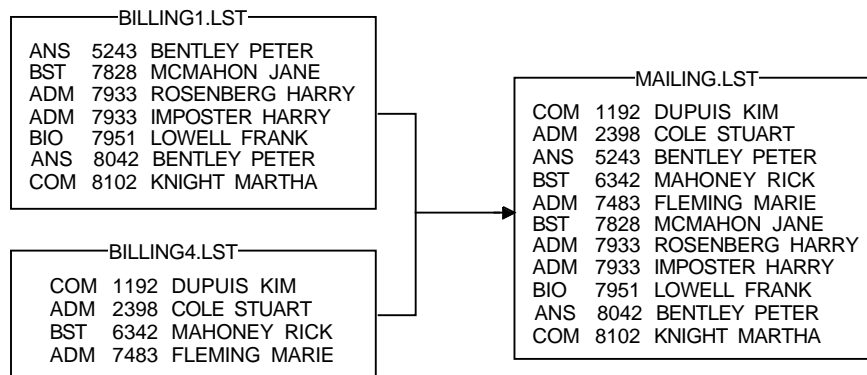 BILLING1.LST
ANS 5243 BENTLEY PETER
BST 7828 MCMAHON JANE
ADM 7933 ROSENBERG HARRY
ADM 7933 IMPOSTER HARRY
BIO 7951 LOWELL FRANK
ANS 8042 BENTLEY PETER
COM 8102 KNIGHT MARTHA
BILLING4.LST
COM 1192 DUPUIS KIM
ADM 2398 COLE STUART
BST 6342 MAHONEY RICK
ADM 7483 FLEMING MARIE
MAILING.LST
COM 1192 DUPUIS KIM
ADM 2398 COLE STUART
ANS 5243 BENTLEY PETER
BST 6342 MAHONEY RICK
ADM 7483 FLEMING MARIE
BST 7828 MCMAHON JANE
ADM 7933 ROSENBERG HARRY
ADM 7933 IMPOSTER HARRY
BIO 7951 LOWELL FRANK
ANS 8042 BENTLEY PETER
COM 8102 KNIGHT MARTHA